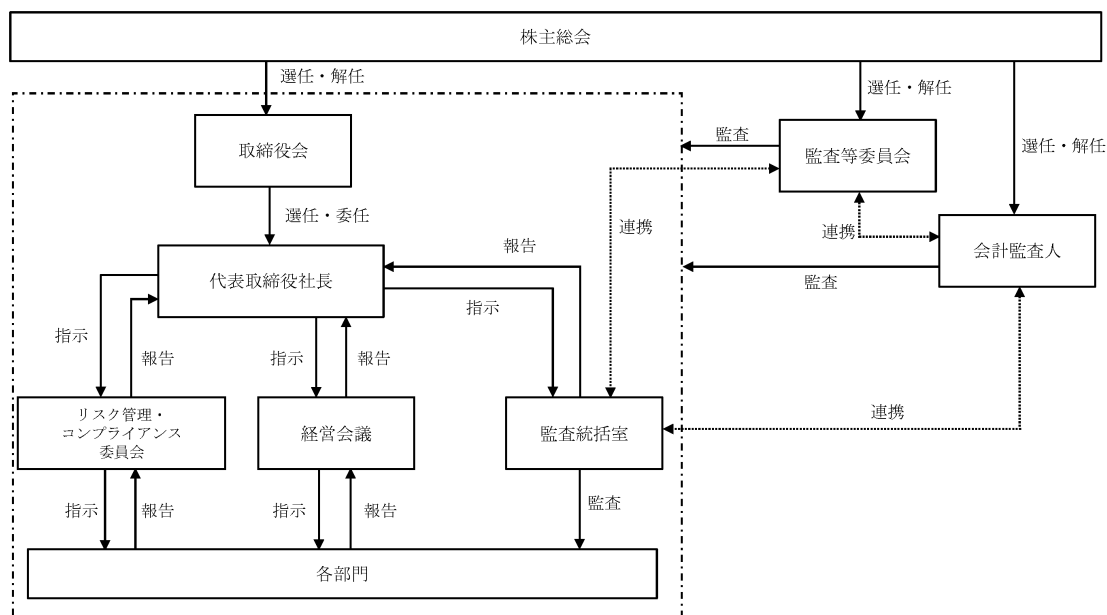 株主総会
選任・解任
選任・解任
選任・解任
取締役会
監査
監査等委員会
選任・委任
連携
連携
会計監査人
報告
代表取締役社長
監査
指示
指示
報告
指示
報告
リスク管理・
コンプライアンス
委員会
経営会議
監査統括室
連携
指示
報告
指示
報告
監査
各部門